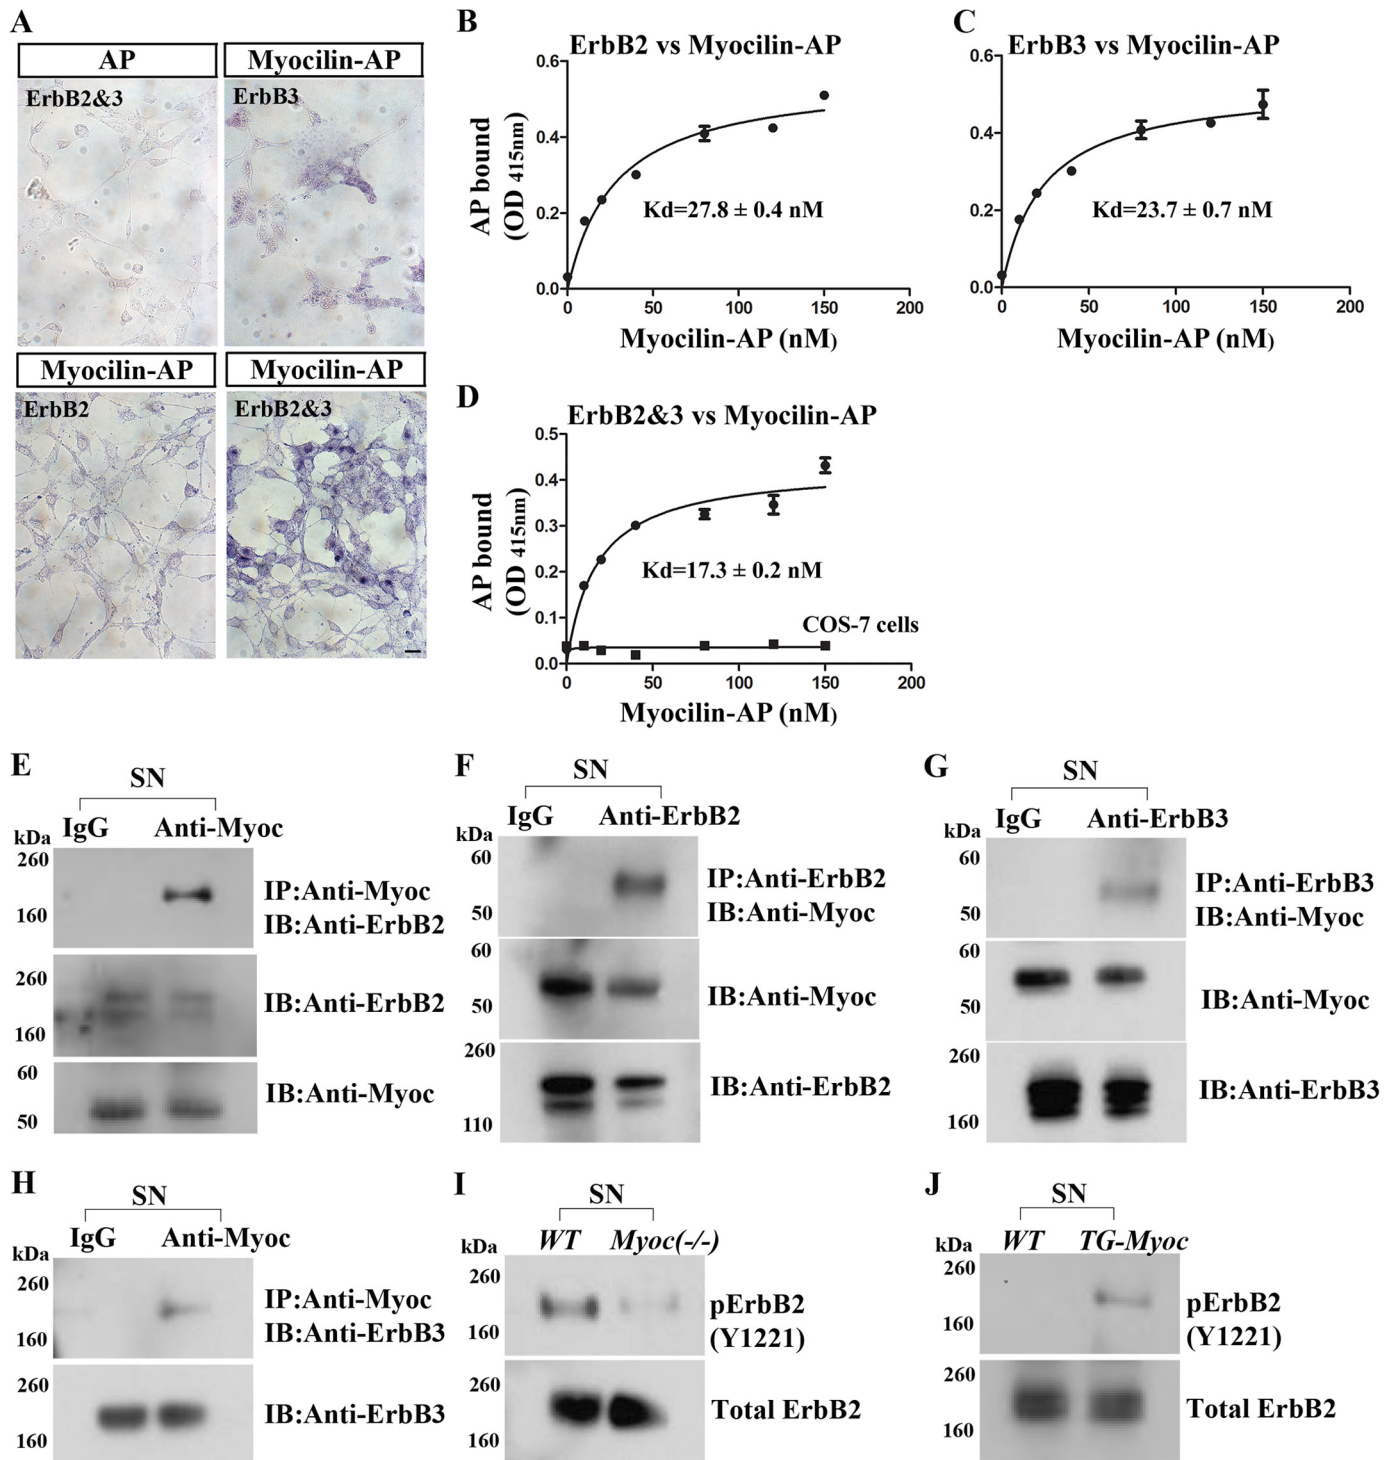 A
AP
Myocilin-AP
ErbB2&3
ErbB3
Myocilin-AP
Myocilin-AP
ErbB2
ErbB2&3
B
ErbB2 vs Myocilin-AP
0.6
0.4
0.2
0.0
AP bound
(OD 415nm)
Kd=27.8 ± 0.4 nM
0 50 100 150 200
Myocilin-AP (nM)
C
ErbB3 vs Myocilin-AP
0.6
0.4
0.2
0.0
Kd=23.7 ± 0.7 nM
0 50 100 150 200
Myocilin-AP (nM)
D
ErbB2&3 vs Myocilin-AP
0.5
0.4
0.3
0.2
0.1
0.0
AP bound
(OD 415nm)
Kd=17.3 ± 0.2 nM
COS-7 cells
0 50 100 150 200
Myocilin-AP (nM)
E
SN
IgG Anti-Myoc
kDa
260
160
IP:Anti-Myoc
IB:Anti-ErbB2
260
160
IB:Anti-ErbB2
60
50
IB:Anti-Myoc
F
SN
IgG Anti-ErbB2
kDa
60
50
IP:Anti-ErbB2
IB:Anti-Myoc
60
50
IB:Anti-Myoc
260
110
IB:Anti-ErbB2
G
SN
IgG Anti-ErbB3
kDa
60
50
IP:Anti-ErbB3
IB:Anti-Myoc
60
50
IB:Anti-Myoc
260
160
IB:Anti-ErbB3
H
SN
IgG Anti-Myoc
kDa
260
160
IP:Anti-Myoc
IB:Anti-ErbB3
260
160
IB:Anti-ErbB3
I
SN
WT Myoc(-/-)
kDa
260
160
pErbB2
(Y1221)
260
160
Total ErbB2
J
SN
WT TG-Myoc
kDa
260
160
pErbB2
(Y1221)
260
160
Total ErbB2